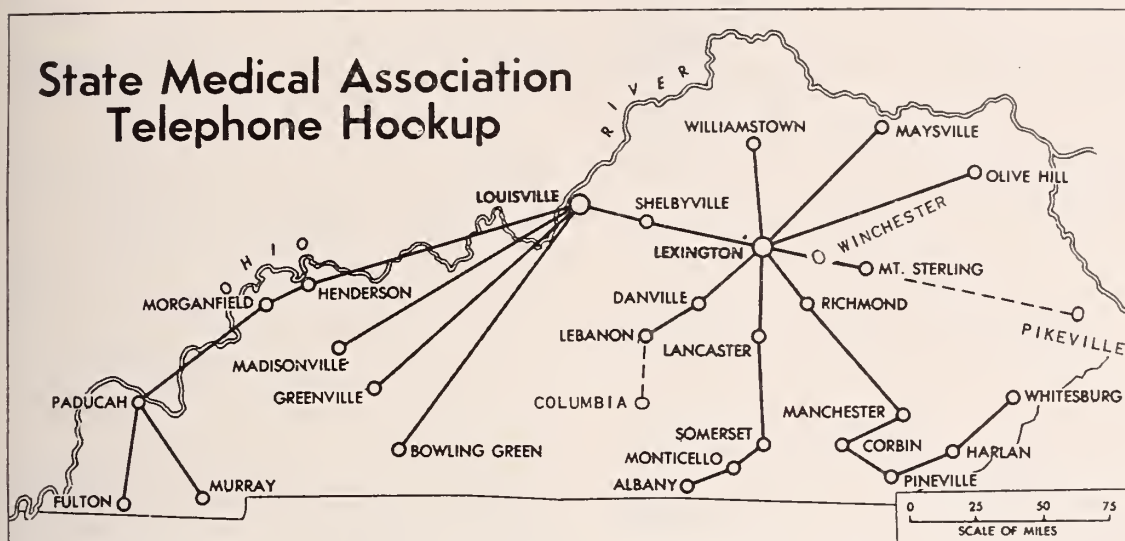 State Medical Association
Telephone Hookup
OHIO
RIVER
WILLIAMSTOWN
MAYSVILLE
OLIVE HILL
LOUISVILLE
SHELBYVILLE
WINCHESTER
LEXINGTON
MT. STERLING
HENDERSON
MORGANFIELD
DANVILLE
RICHMOND
PIKEVILLE
LEBANON
LANCASTER
MADISONVILLE
GREENVILLE
PADUCAH
COLUMBIA
WHITESBURG
MANCHESTER
BOWLING GREEN
SOMERSET
CORBIN
HARLAN
MONTICELLO
ALBANY
PINEVILLE
MURRAY
FULTON
0 25 50 75
SCALE OF MILES